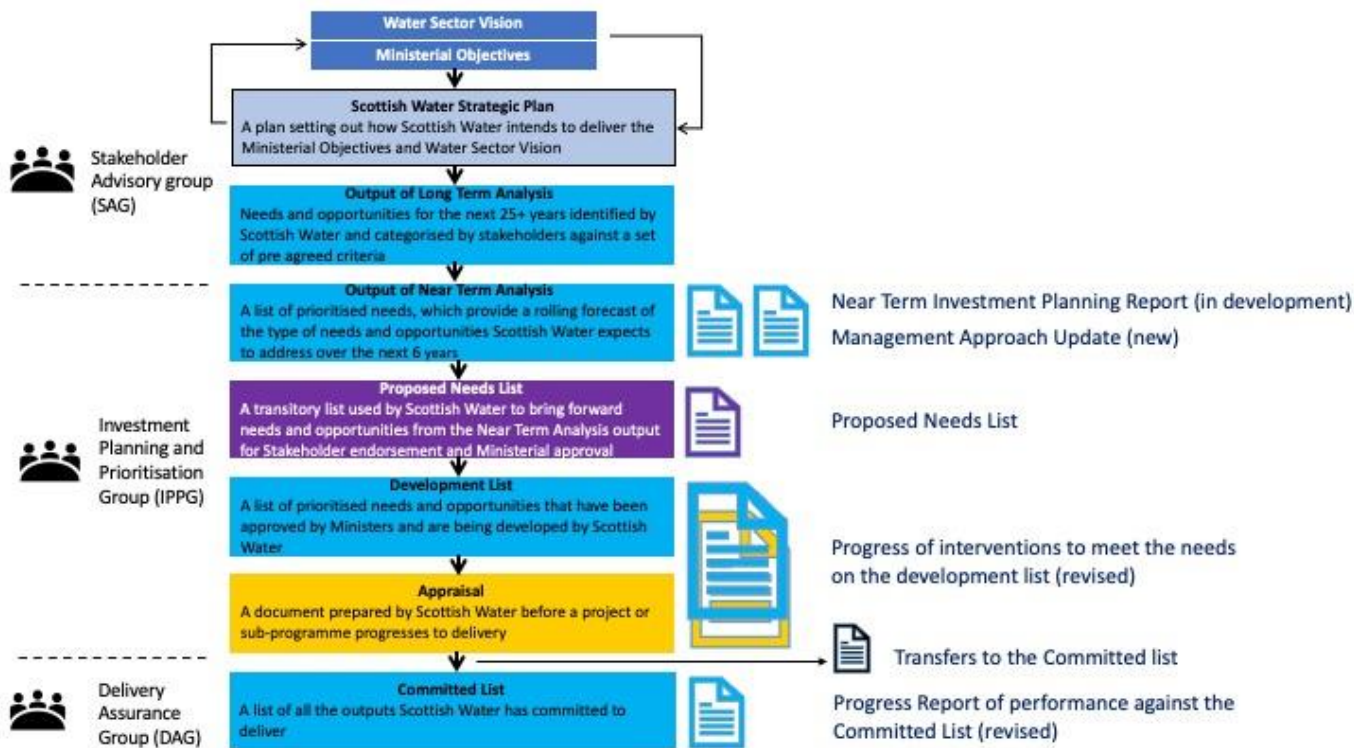 Water Sector Vision
Ministerial Objectives
Scottish Water Strategic Plan
A plan setting out how Scottish Water intends to deliver the
Ministerial Objectives and Water Sector Vision
Stakeholder
Advisory group
(SAG)
Output of Long Term Analysis
Needs and opportunities for the next 25+ years identified by
Scottish Water and categorised by stakeholders against a set
of pre agreed criteria
Output of Near Term Analysis
A list of prioritised needs, which provide a rolling forecast of
the type of needs and opportunities Scottish Water expects
to address over the next 6 years
Near Term Investment Planning Report (in development)
Management Approach Update (new)
Investment
Planning and
Prioritisation
Group (IPPG)
Proposed Needs List
A transitory list used by Scottish Water to bring forward
needs and opportunities from the Near Term Analysis output
for Stakeholder endorsement and Ministerial approval
Proposed Needs List
Development List
A list of prioritised needs and opportunities that have been
approved by Ministers and are being developed by Scottish
Water
Progress of interventions to meet the needs
on the development list (revised)
Appraisal
A document prepared by Scottish Water before a project or
sub-programme progresses to delivery
Transfers to the Committed list
Delivery
Assurance
Group (DAG)
Committed List
A list of all the outputs Scottish Water has committed to
deliver
Progress Report of performance against the
Committed List (revised)